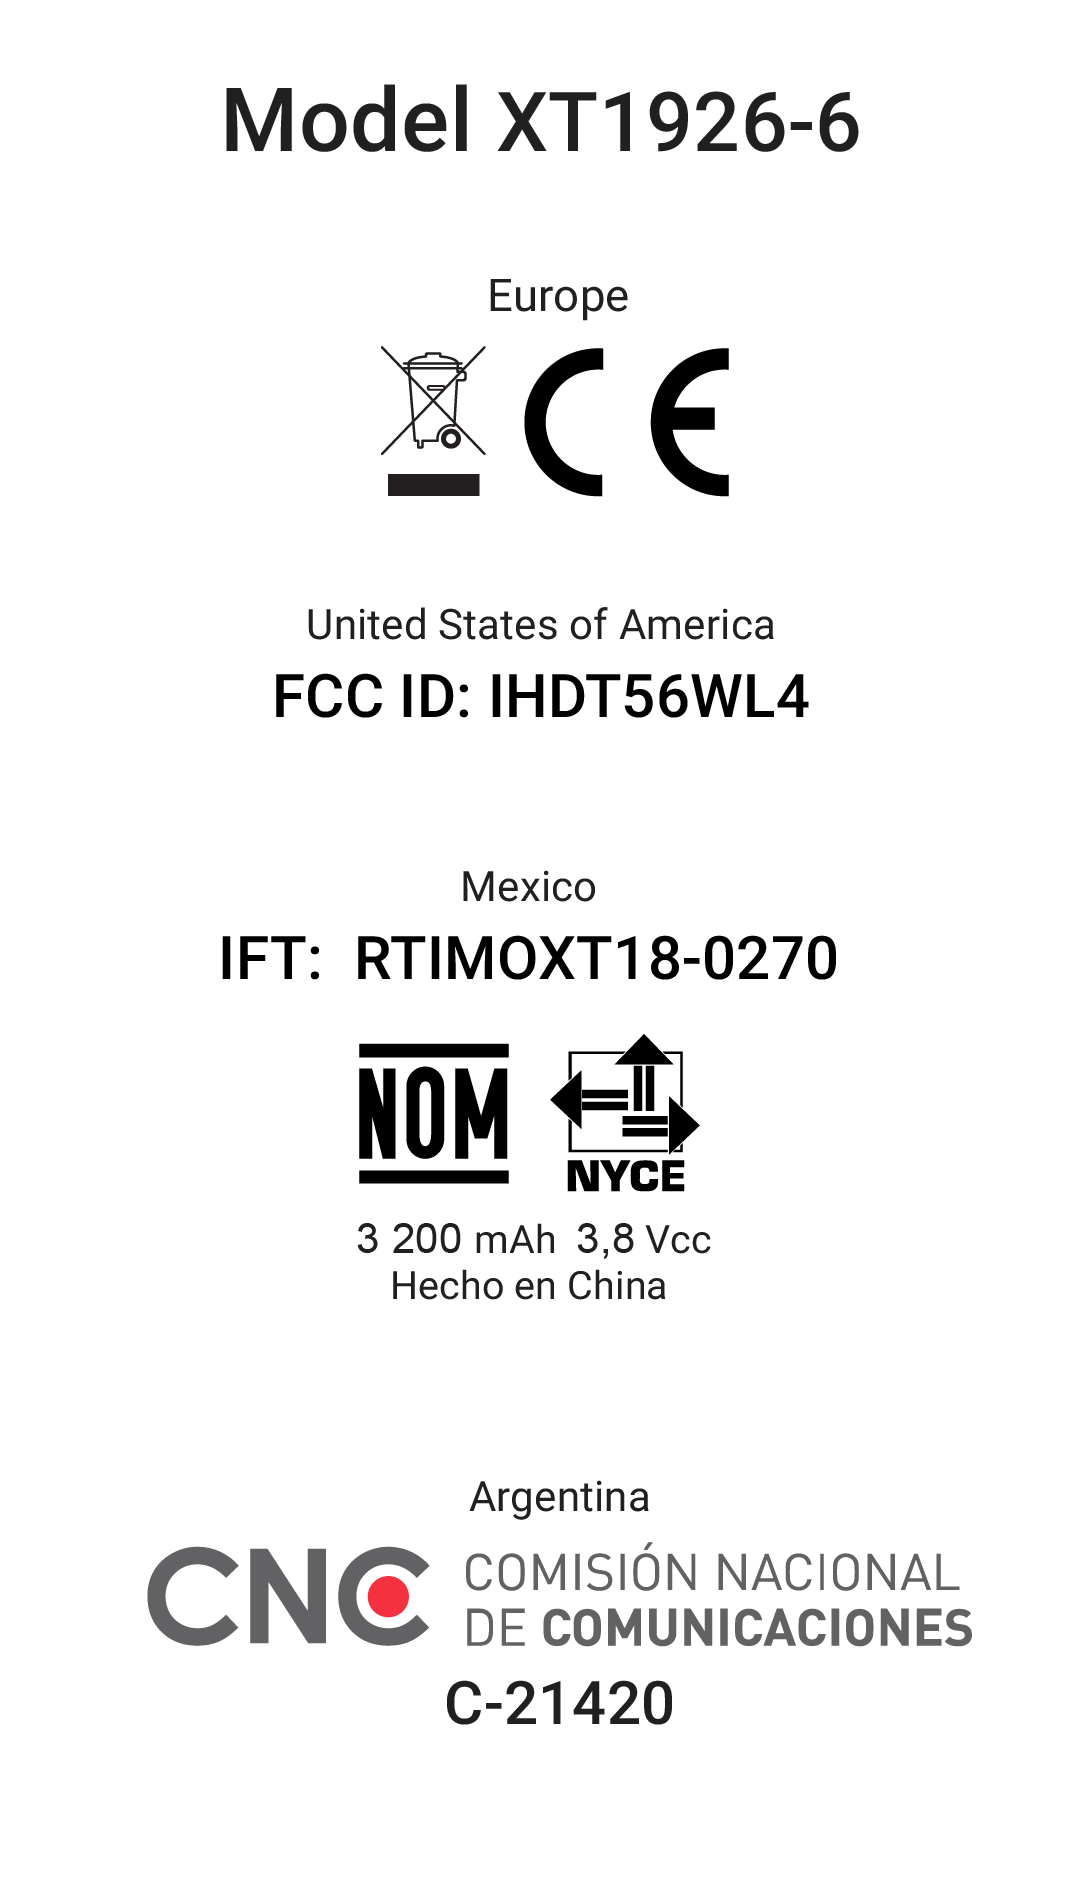 Model XT1926-6
Europe
CE
United States of America
FCC ID: IHDT56WL4
Mexico
IFT: RTIMOXT18-0270
NOM
NYCE
3 200 mAh 3,8 Vcc
Hecho en China
Argentina
CNC COMISIÓN NACIONAL
DE COMUNICACIONES
C-21420